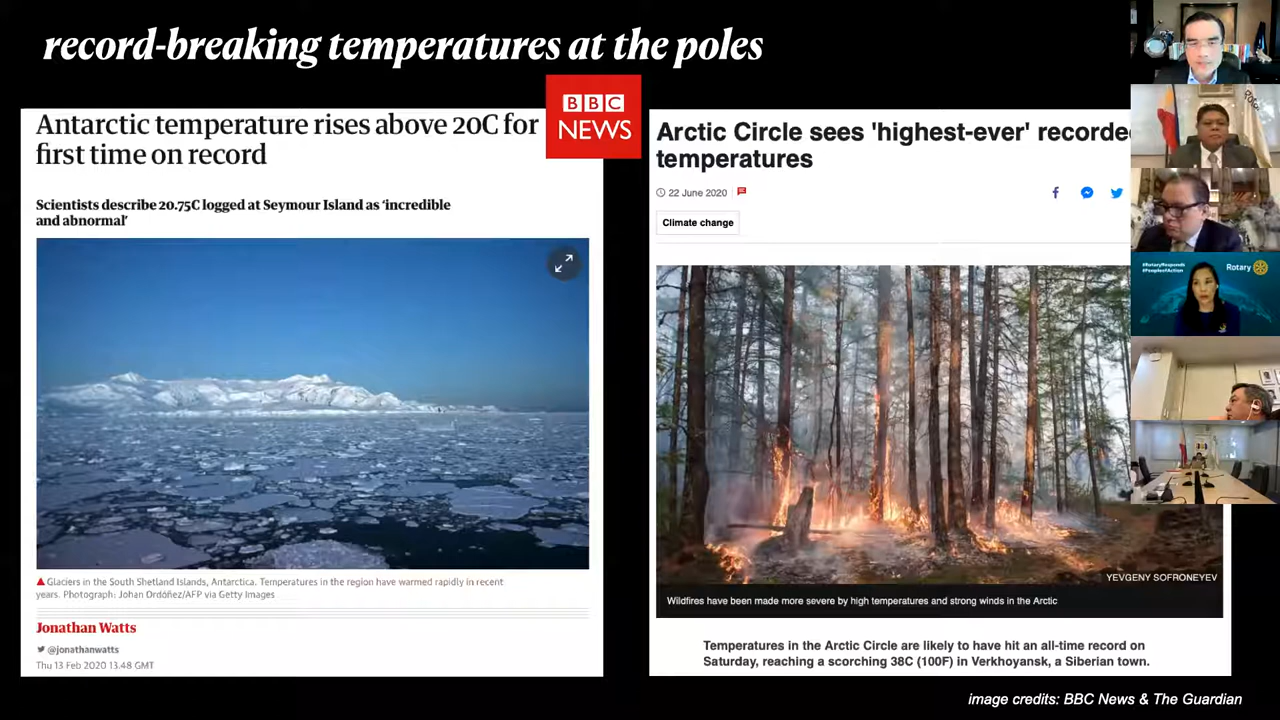 record-breaking temperatures at the poles
BBC
NEWS
Antarctic temperature rises above 20C for
first time on record
Scientists describe 20.75C logged at Seymour Island as ‘incredible
and abnormal’
Glaciers in the South Shetland Islands, Antarctica. Temperatures in the region have warmed rapidly in recent
years. Photograph: Johan Ordóñez/AFP via Getty Images
Jonathan Watts
@jonathanwatts
Thu 13 Feb 2020 13.48 GMT
Arctic Circle sees 'highest-ever' recorded
temperatures
22 June 2020
Climate change
YEVGENY SOFRONEYEV
Wildfires have been made more severe by high temperatures and strong winds in the Arctic
Temperatures in the Arctic Circle are likely to have hit an all-time record on
Saturday, reaching a scorching 38C (100F) in Verkhoyansk, a Siberian town.
#RotaryResponds
#PeopleofAction
Rotary
image credits: BBC News & The Guardian